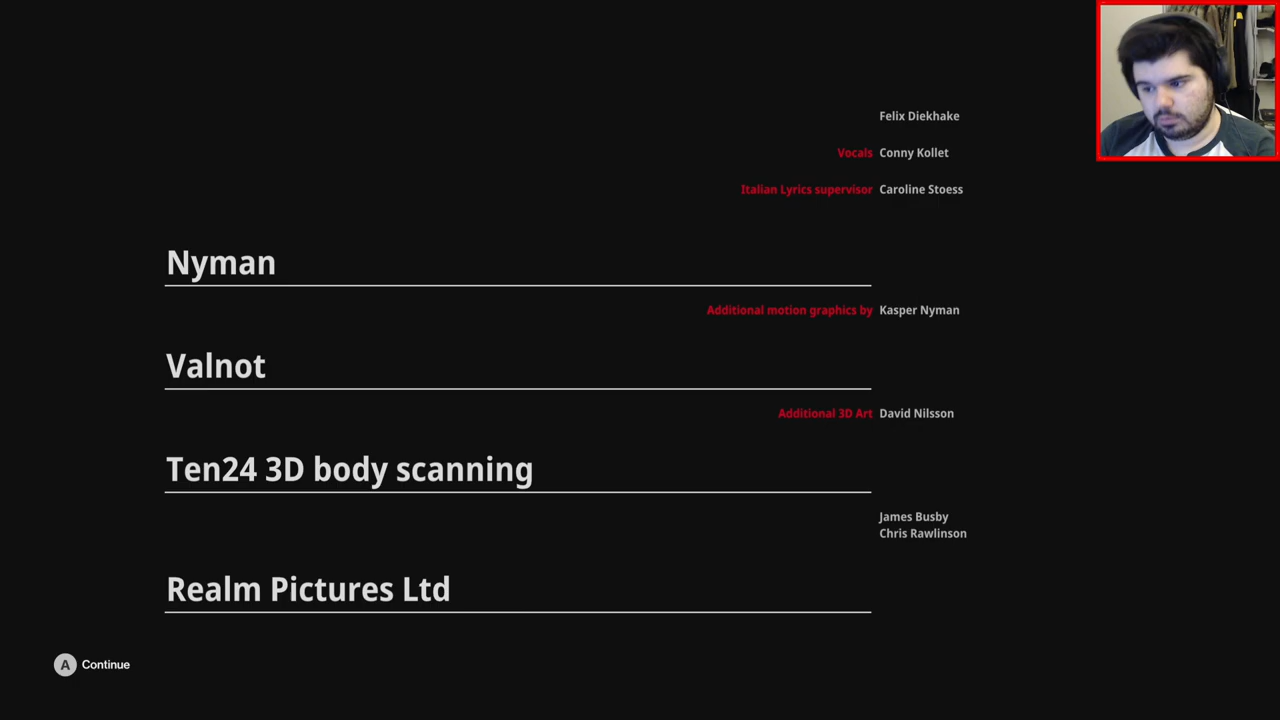 Felix Diekhake
Vocals Conny Kollet
Italian Lyrics supervisor Caroline Stoess
Nyman
Additional motion graphics by Kasper Nyman
Valnot
Additional 3D Art David Nilsson
Ten24 3D body scanning
James Busby
Chris Rawlinson
Realm Pictures Ltd
A Continue